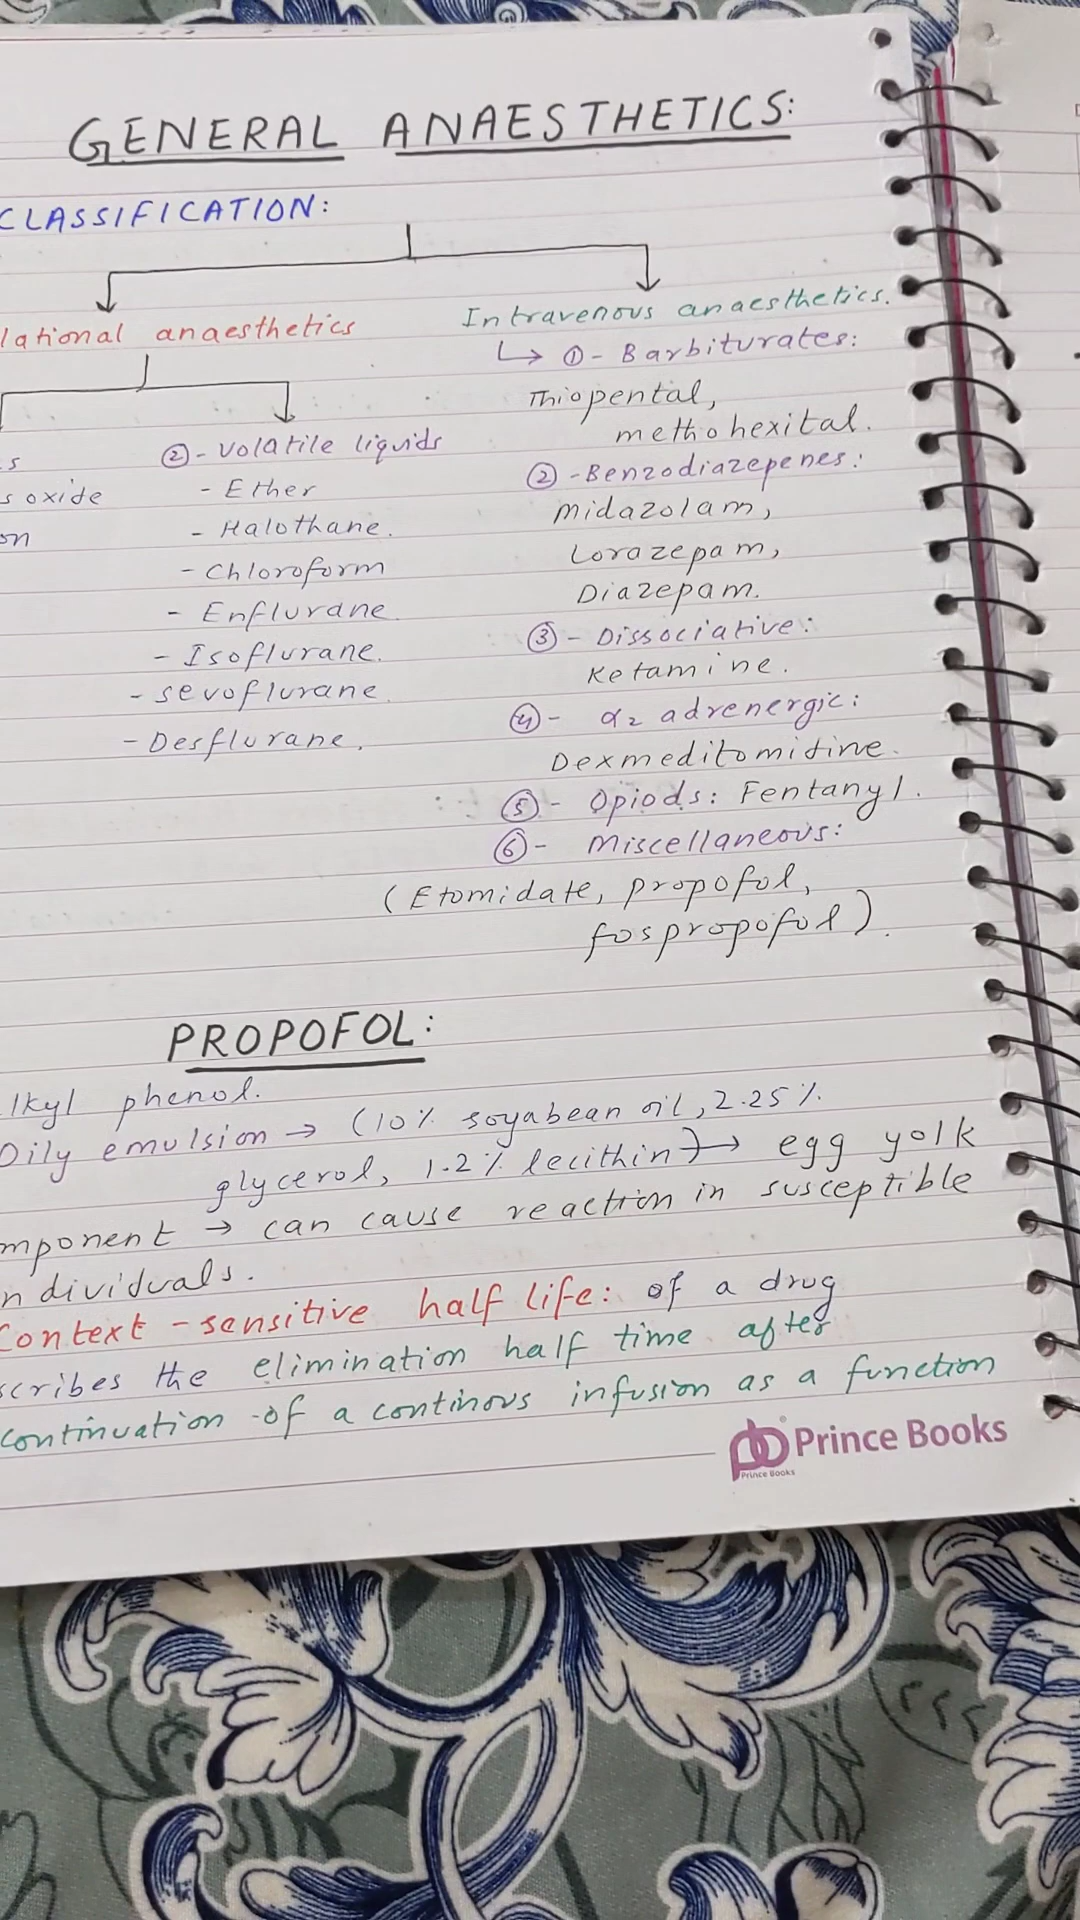 GENERAL ANAESTHETICS:
CLASSIFICATION:
lational anaesthetics
s
s oxide
on
②- Volatile liquids
- Ether
- Halothane.
- Chloroform
- Enflurane.
- Isoflurane.
- sevoflurane.
- Desflurane.
Intravenous anaesthetics.
↳ ①- Barbiturates:
Thiopental,
methohexital.
② -Benzodiazepenes:
midazolam,
Lorazepam,
Diazepam.
③ - Dissociative:
Ketamine.
④- α₂ adrenergic:
Dexmeditomidine.
⑤- Opiods: Fentanyl.
⑥- Miscellaneous:
(Etomidate, propofol,
fospropofol).
PROPOFOL:
lkyl phenol.
Oily emulsion → (10% soyabean oil, 2.25%
glycerol, 1.2% lecithin) → egg yolk
mponent → can cause reaction in susceptible
ndividuals.
Context-sensitive half life: of a drug
scribes the elimination half time after
continuation of a continous infusion as a function
Prince Books
Prince Books